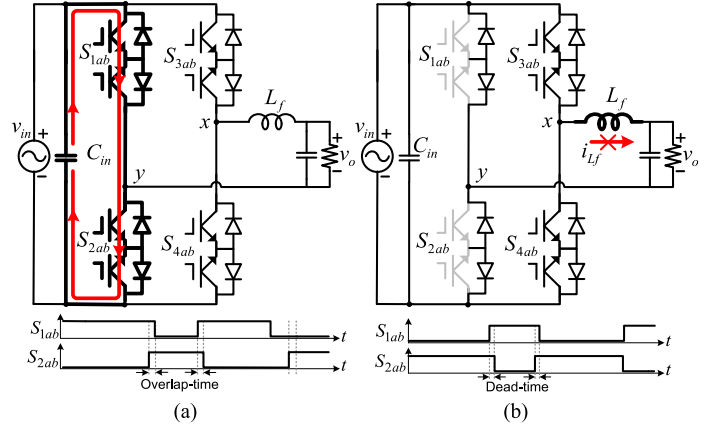 S1ab
S3ab
Lf
x
vin
+
−
Cin
+
vo
−
y
S2ab
S4ab
S1ab
t
S2ab
t
Overlap-time
(a)
S1ab
S3ab
Lf
x
vin
+
−
Cin
iLf
+
vo
−
y
S2ab
S4ab
S1ab
t
S2ab
t
Dead-time
(b)